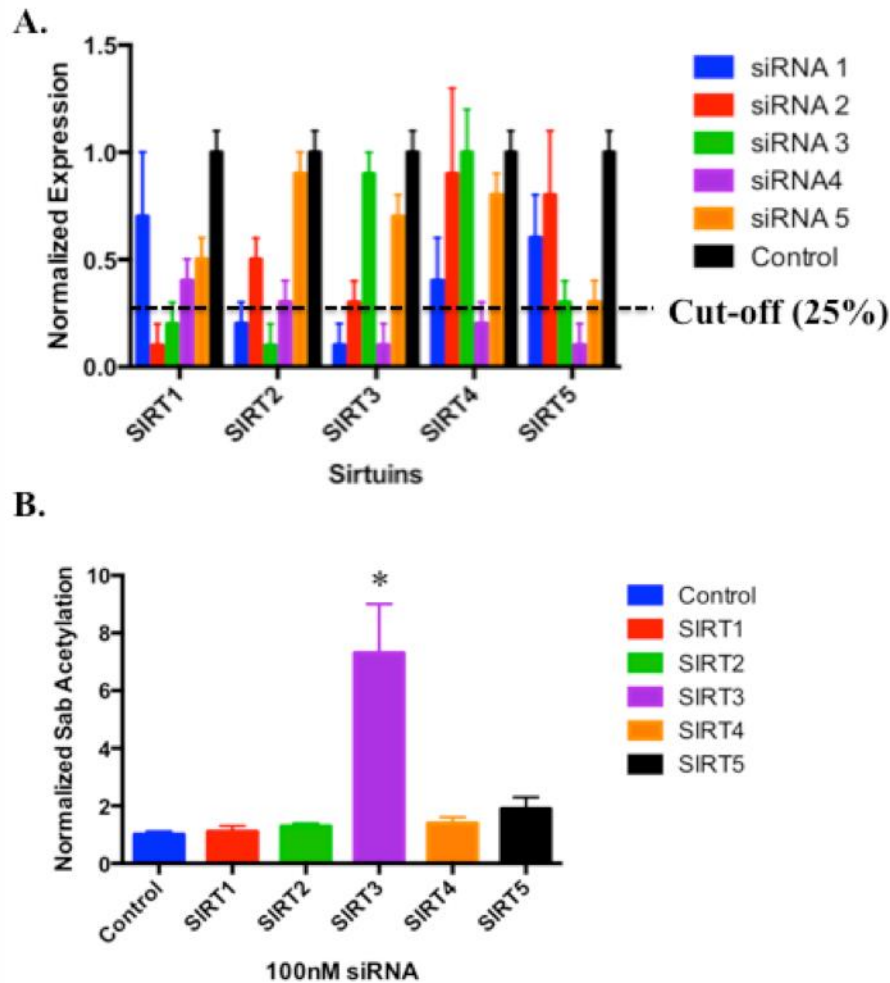 A.
1.5
1.0
0.5
0.0
Normalized Expression
SIRT1
SIRT2
SIRT3
SIRT4
SIRT5
Sirtuins
siRNA 1
siRNA 2
siRNA 3
siRNA4
siRNA 5
Control
Cut-off (25%)
B.
10
8
6
4
2
0
Normalized Sab Acetylation
*
Control
SIRT1
SIRT2
SIRT3
SIRT4
SIRT5
100nM siRNA
Control
SIRT1
SIRT2
SIRT3
SIRT4
SIRT5